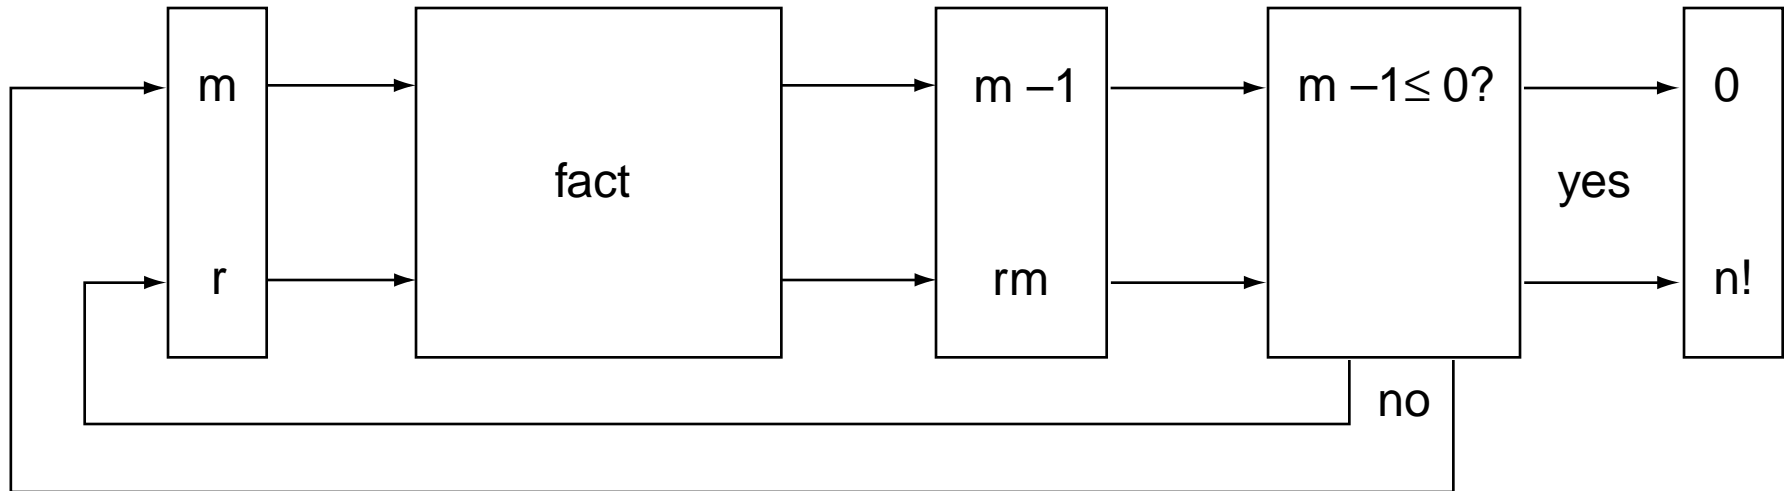 m
r
fact
m –1
rm
m –1≤ 0?
no
yes
0
n!